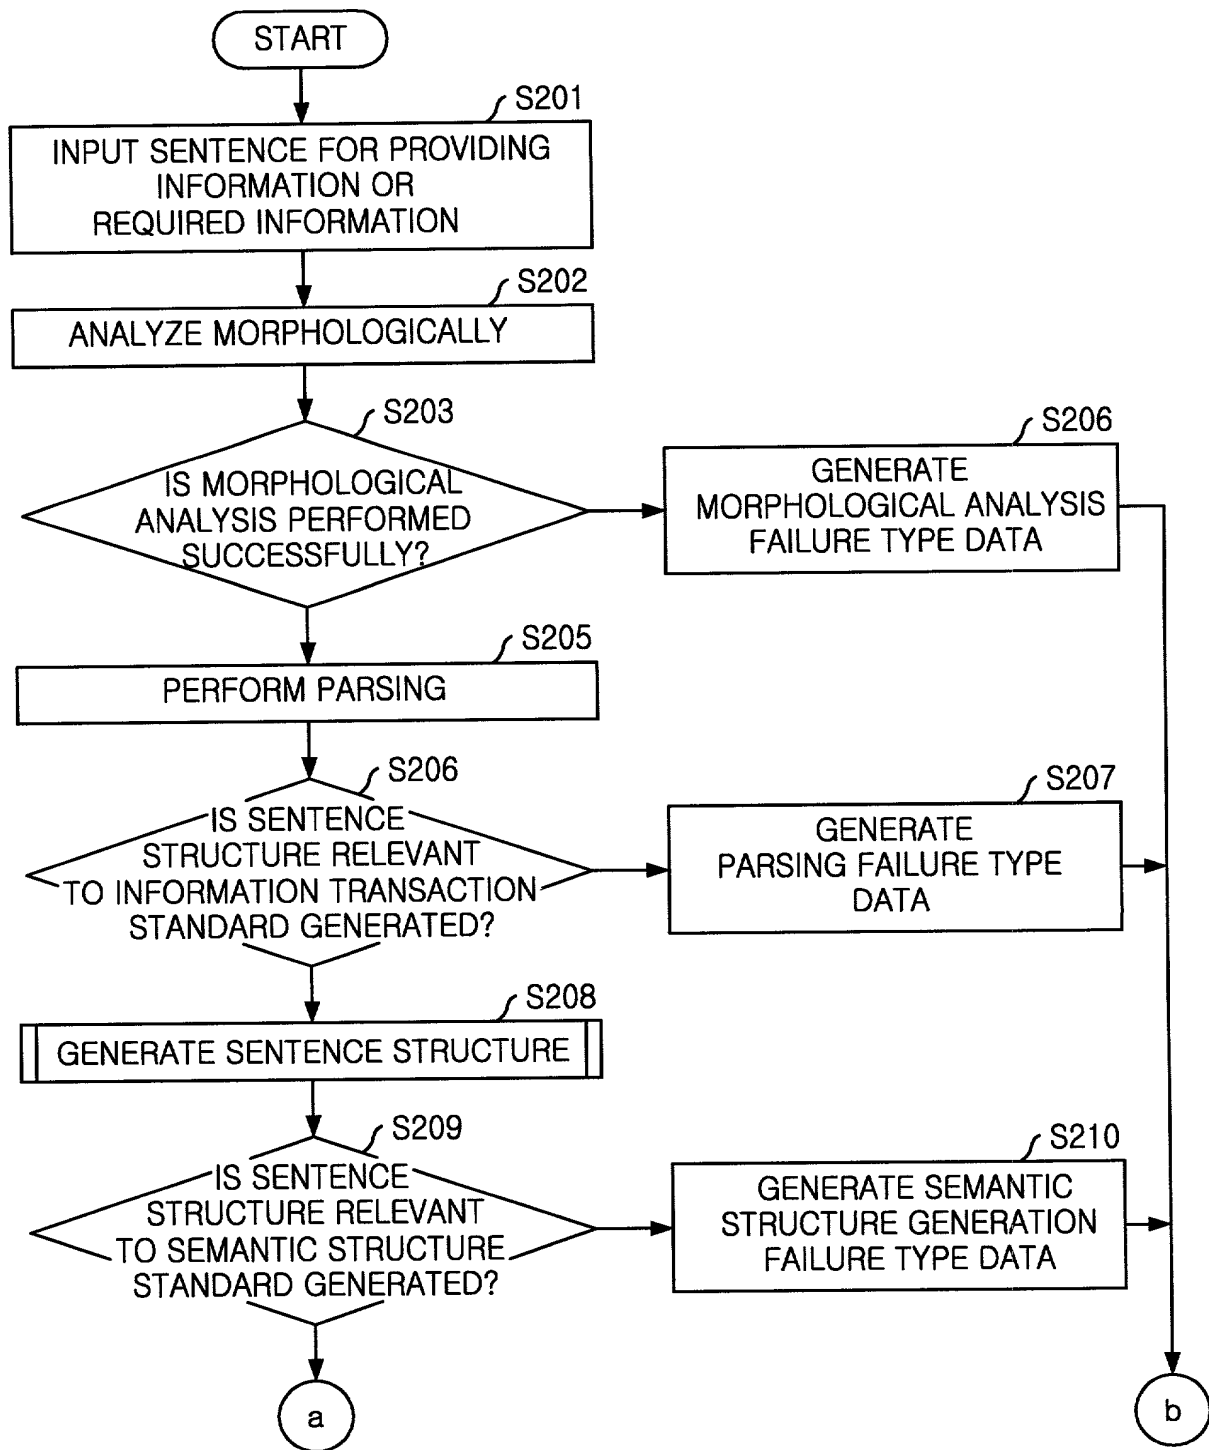 START
S201
INPUT SENTENCE FOR PROVIDING
INFORMATION OR
REQUIRED INFORMATION
S202
ANALYZE MORPHOLOGICALLY
S203
IS MORPHOLOGICAL
ANALYSIS PERFORMED
SUCCESSFULLY?
S206
GENERATE
MORPHOLOGICAL ANALYSIS
FAILURE TYPE DATA
S205
PERFORM PARSING
S206
IS SENTENCE
STRUCTURE RELEVANT
TO INFORMATION TRANSACTION
STANDARD GENERATED?
S207
GENERATE
PARSING FAILURE TYPE
DATA
S208
GENERATE SENTENCE STRUCTURE
S209
IS SENTENCE
STRUCTURE RELEVANT
TO SEMANTIC STRUCTURE
STANDARD GENERATED?
S210
GENERATE SEMANTIC
STRUCTURE GENERATION
FAILURE TYPE DATA
a
b